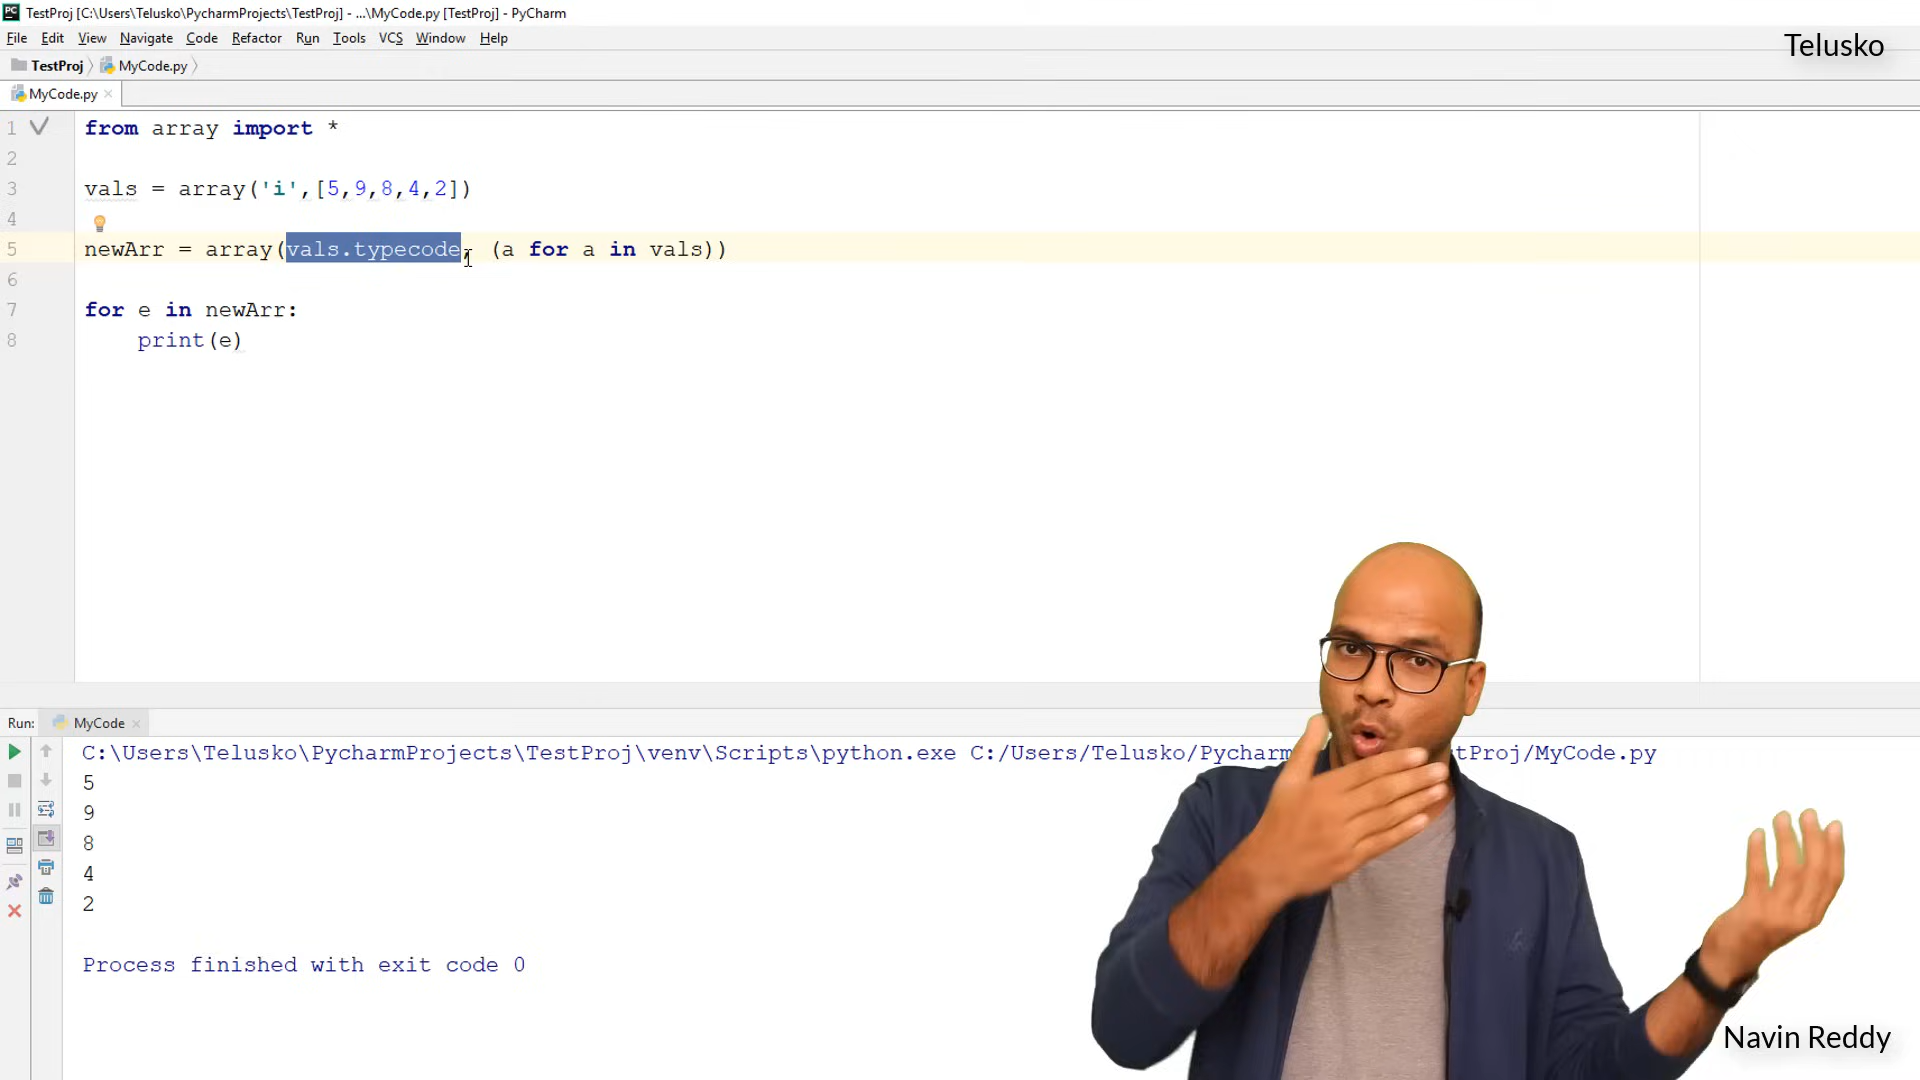 TestProj [C:\Users\Telusko\PycharmProjects\TestProj] - ...\MyCode.py [TestProj] - PyCharm
File Edit View Navigate Code Refactor Run Tools VCS Window Help
Telusko
TestProj MyCode.py
MyCode.py
1 from array import *
2
3 vals = array('i',[5,9,8,4,2])
4
5 newArr = array(vals.typecode, (a for a in vals))
6
7 for e in newArr:
8 print(e)
Run: MyCode
C:\Users\Telusko\PycharmProjects\TestProj\venv\Scripts\python.exe C:/Users/Telusko/Pycharm tProj/MyCode.py
5
9
8
4
2
Process finished with exit code 0
Navin Reddy